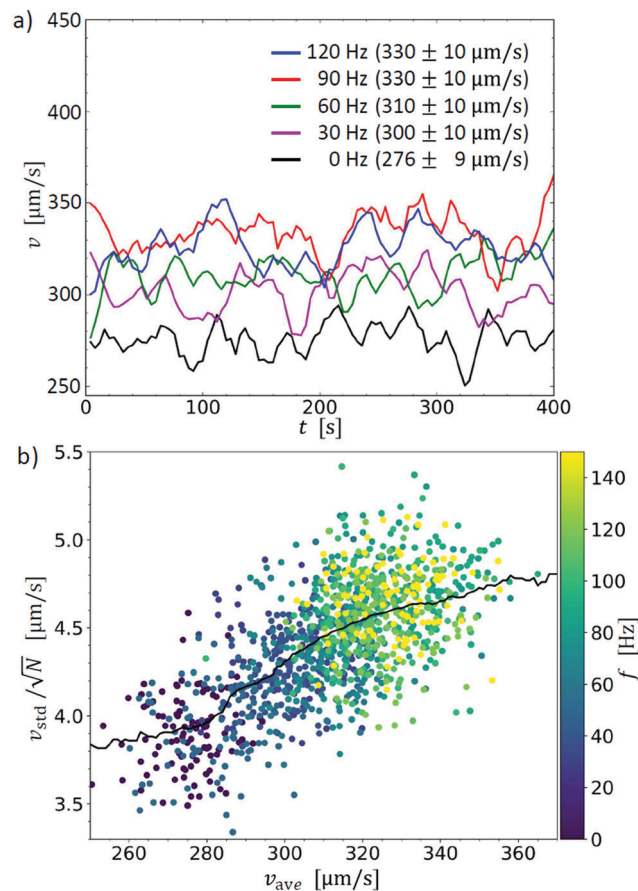 a)
450
400
350
300
250
v [μm/s]
120 Hz (330 ± 10 μm/s)
90 Hz (330 ± 10 μm/s)
60 Hz (310 ± 10 μm/s)
30 Hz (300 ± 10 μm/s)
0 Hz (276 ± 9 μm/s)
0 100 200 300 400
t [s]
b)
5.5
5.0
4.5
4.0
3.5
v_std/√N [μm/s]
260 280 300 320 340 360
v_ave [μm/s]
140
120
100
80
60
40
20
0
f [Hz]